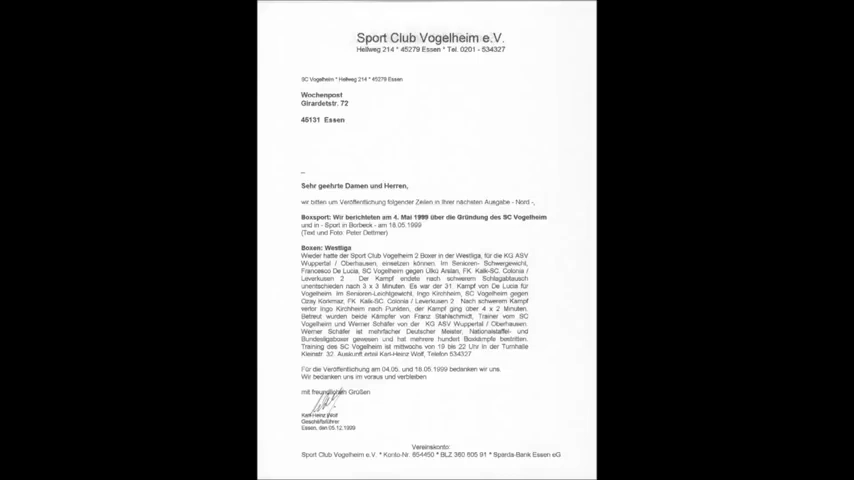 Sport Club Vogelheim e.V.
Hellweg 214 * 45279 Essen * Tel. 0201 - 534327
SC Vogelheim * Hellweg 214 * 45279 Essen
Wochenpost
Girardetstr. 72
45131 Essen
Sehr geehrte Damen und Herren,
wir bitten um Veröffentlichung folgender Zeilen in Ihrer nächsten Ausgabe - Nord -,
Boxsport: Wir berichteten am 4. Mai 1999 über die Gründung des SC Vogelheim
und in - Sport in Borbeck - am 18.05.1999
(Text und Foto: Peter Dettmer)
Boxen: Westliga
Wieder hatte der Sport Club Vogelheim 2 Boxer in der Westliga, für die KG ASV
Wuppertal / Oberhausen, einsetzen können. Im Senioren- Schwergewicht,
Francesco De Lucia, SC Vogelheim gegen Ulkü Arslan, FK Kalk-SC. Colonia /
Leverkusen 2 Der Kampf endete nach schwerem Schlagabtausch
unentschieden nach 3 x 3 Minuten. Es war der 31. Kampf von De Lucia für
Vogelheim. Im Senioren-Leichtgewicht, Ingo Kirchheim, SC Vogelheim gegen
Ozay Korkmaz, FK Kalk-SC. Colonia / Leverkusen 2 Nach schwerem Kampf
verlor Ingo Kirchheim nach Punkten, der Kampf ging über 4 x 2 Minuten.
Betreut wurden beide Kämpfer von Franz Stahlschmidt, Trainer vom SC
Vogelheim und Werner Schäfer von der KG ASV Wuppertal / Oberhausen.
Werner Schäfer ist mehrfacher Deutscher Meister, Nationalstaffel- und
Bundesligaboxer gewesen und hat mehrere hundert Boxkämpfe bestritten.
Training des SC Vogelheim ist mittwochs von 19 bis 22 Uhr in der Turnhalle
Kleinstr. 32. Auskunft erteil Karl-Heinz Wolf, Telefon 534327
Für die Veröffentlichung am 04.05. und 18.05.1999 bedanken wir uns.
Wir bedanken uns im voraus und verbleiben
mit freundlichen Grüßen
Karl-Heinz Wolf
Geschäftsführer
Essen, den 05.12.1999
Vereinskonto:
Sport Club Vogelheim e.V. * Konto-Nr. 854450 * BLZ 360 605 91 * Sparda-Bank Essen eG